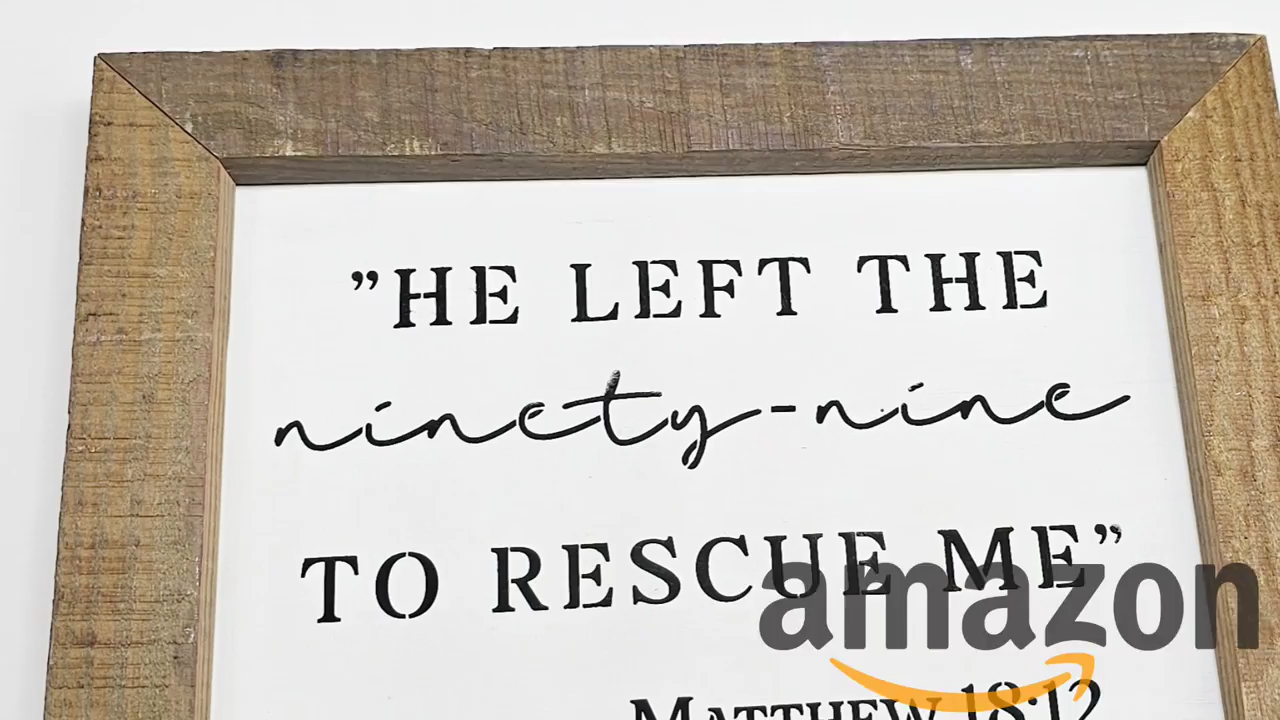 ”HE LEFT THE
ninety-nine
TO RESCUE ME”
MATTHEW 18:12
amazon